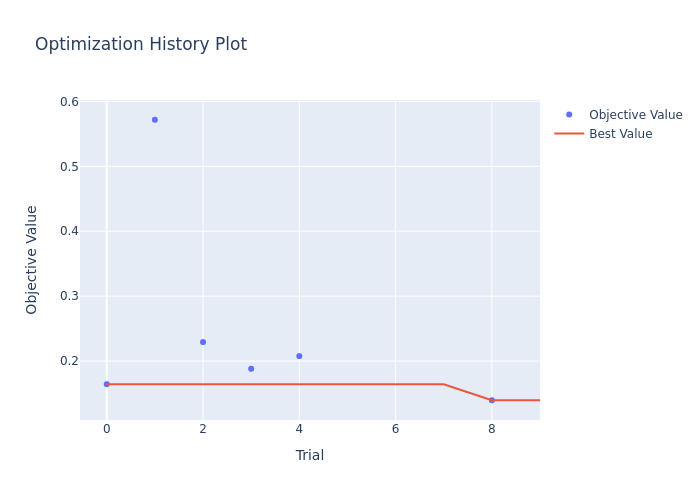 Optimization History Plot
0.6
0.5
0.4
0.3
0.2
Objective Value
0 2 4 6 8
Trial
Objective Value
Best Value